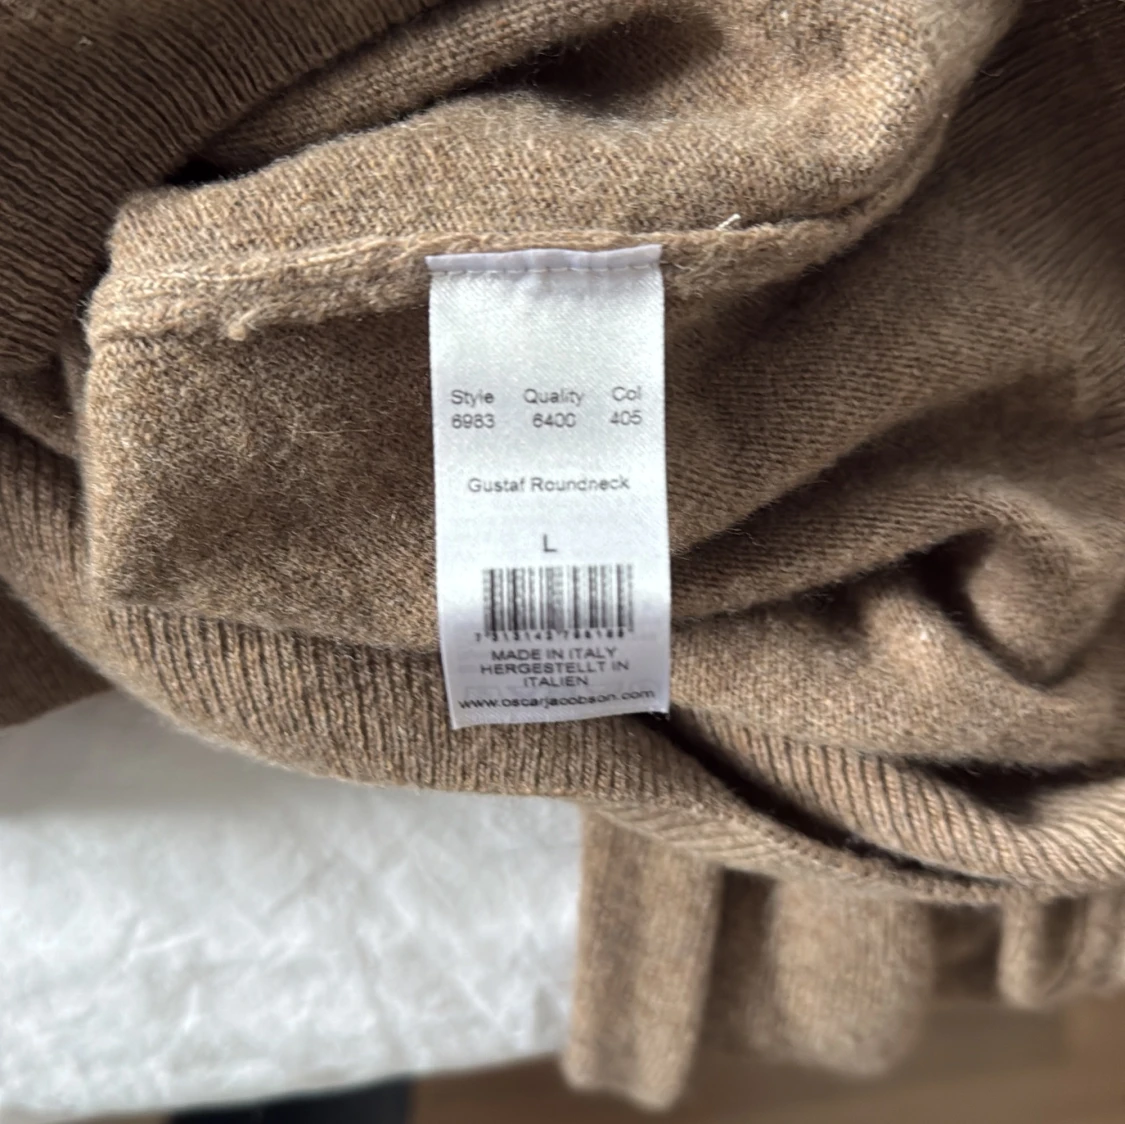 Style Quality Col
6983 6400 405
Gustaf Roundneck
L
MADE IN ITALY
HERGESTELLT IN
ITALIEN
www.oscarjacobson.com